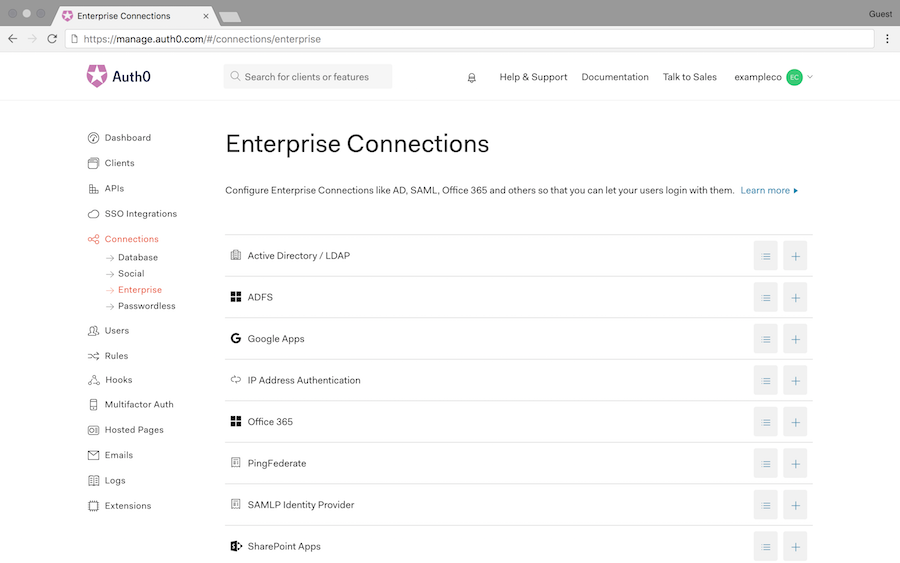 Enterprise Connections
Guest
https://manage.auth0.com/#/connections/enterprise
Auth0
Search for clients or features
Help & Support
Documentation
Talk to Sales
exampleco
EC
Dashboard
Clients
APIs
SSO Integrations
Connections
Database
Social
Enterprise
Passwordless
Users
Rules
Hooks
Multifactor Auth
Hosted Pages
Emails
Logs
Extensions
Enterprise Connections
Configure Enterprise Connections like AD, SAML, Office 365 and others so that you can let your users login with them. Learn more
Active Directory / LDAP
ADFS
Google Apps
IP Address Authentication
Office 365
PingFederate
SAMLP Identity Provider
SharePoint Apps